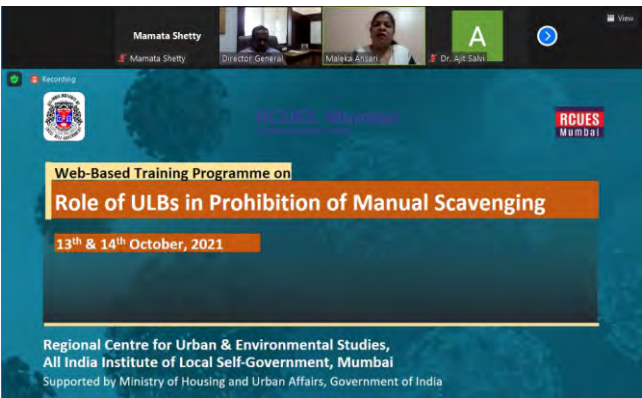 Mamata Shetty
Mamata Shetty
Director General
Maleka Ansari
A
Dr. Ajit Salvi
View
Recording
RCUES, Mumbai
RCUES
Mumbai
Web-Based Training Programme on
Role of ULBs in Prohibition of Manual Scavenging
13th & 14th October, 2021
Regional Centre for Urban & Environmental Studies,
All India Institute of Local Self-Government, Mumbai
Supported by Ministry of Housing and Urban Affairs, Government of India